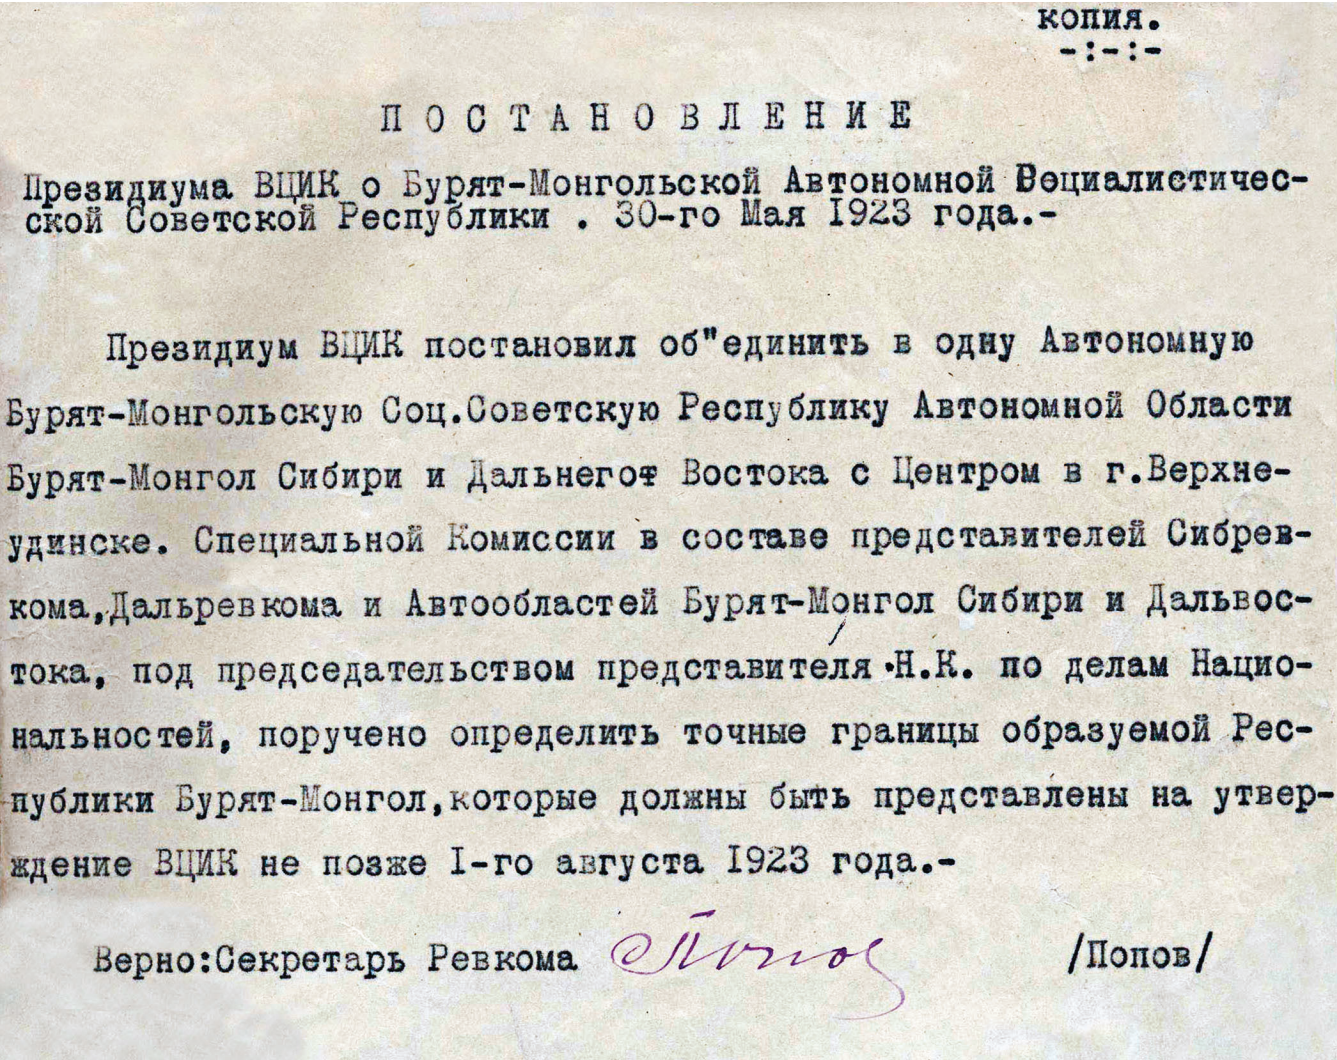 копия.
-:-:-
ПОСТАНОВЛЕНИЕ
Президиума ВЦИК о Бурят-Монгольской Автономной Социалистичес-
ской Советской Республики . 30-го Мая 1923 года.-
Президиум ВЦИК постановил об"единить в одну Автономную
Бурят-Монгольскую Соц.Советскую Республику Автономной Области
Бурят-Монгол Сибири и Дальнегот Востока с Центром в г.Верхне-
удинске. Специальной Комиссии в составе представителей Сибрев-
кома,Дальревкома и Автообластей Бурят-Монгол Сибири и Дальвос-
тока, под председательством представителя Н.К. по делам Нацио-
нальностей, поручено определить точные границы образуемой Рес-
публики Бурят-Монгол,которые должны быть представлены на утвер-
ждение ВЦИК не позже I-го августа 1923 года.-
Верно:Секретарь Ревкома Попов /Попов/